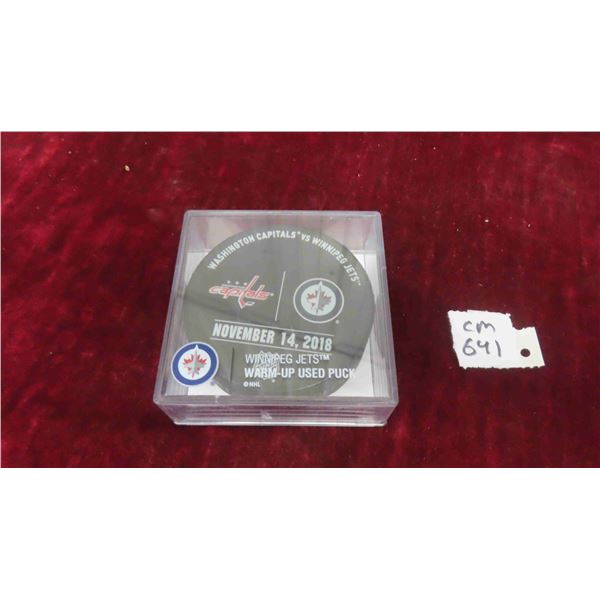 WASHINGTON CAPITALS™ VS WINNIPEG JETS™
capitals
NOVEMBER 14, 2018
WINNIPEG JETS™
WARM-UP USED PUCK
© NHL
cm
641